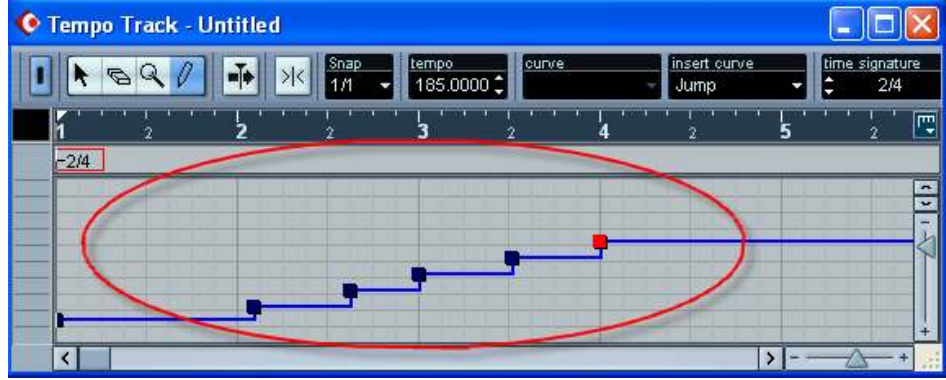 Tempo Track - Untitled
Snap tempo curve insert curve time signature
1/1 185.0000 Jump 2/4
1 2 2 2 3 2 4 2 5 2
2/4